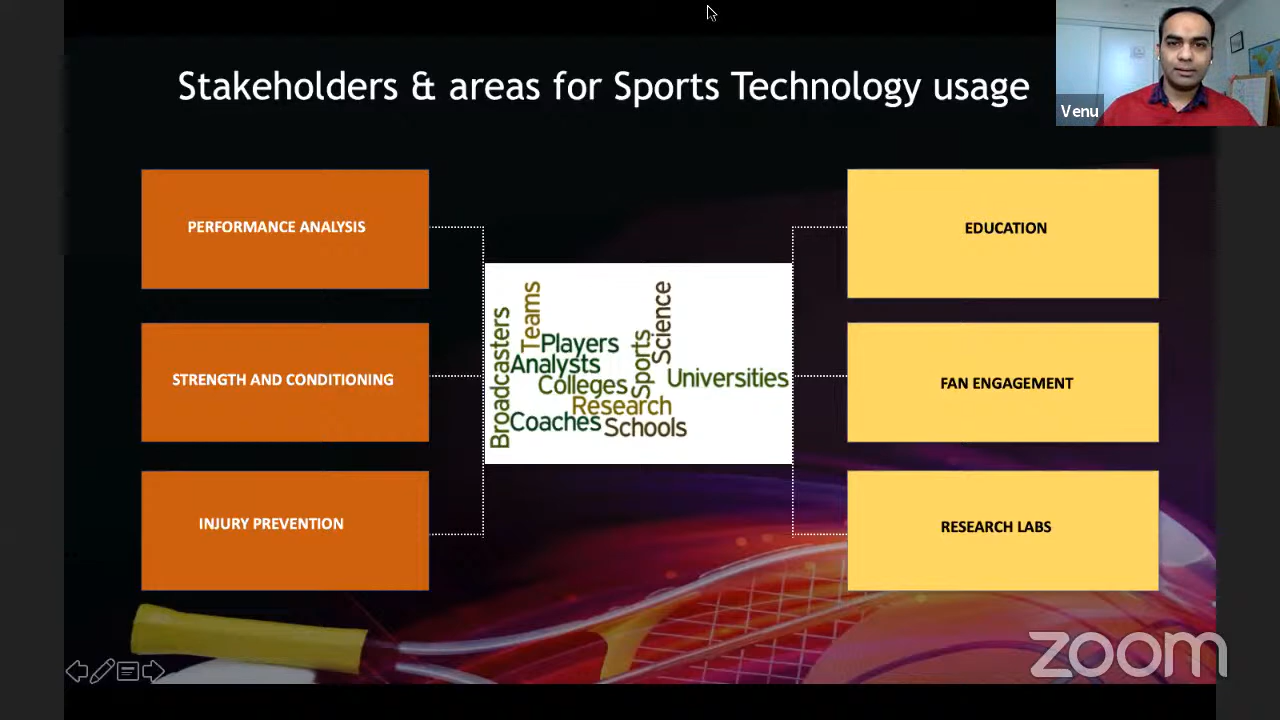 Stakeholders & areas for Sports Technology usage
Venu
PERFORMANCE ANALYSIS
STRENGTH AND CONDITIONING
INJURY PREVENTION
Broadcasters
Teams
Players
Analysts
Colleges
Research
Coaches
Schools
Sports
Science
Universities
EDUCATION
FAN ENGAGEMENT
RESEARCH LABS
zoom